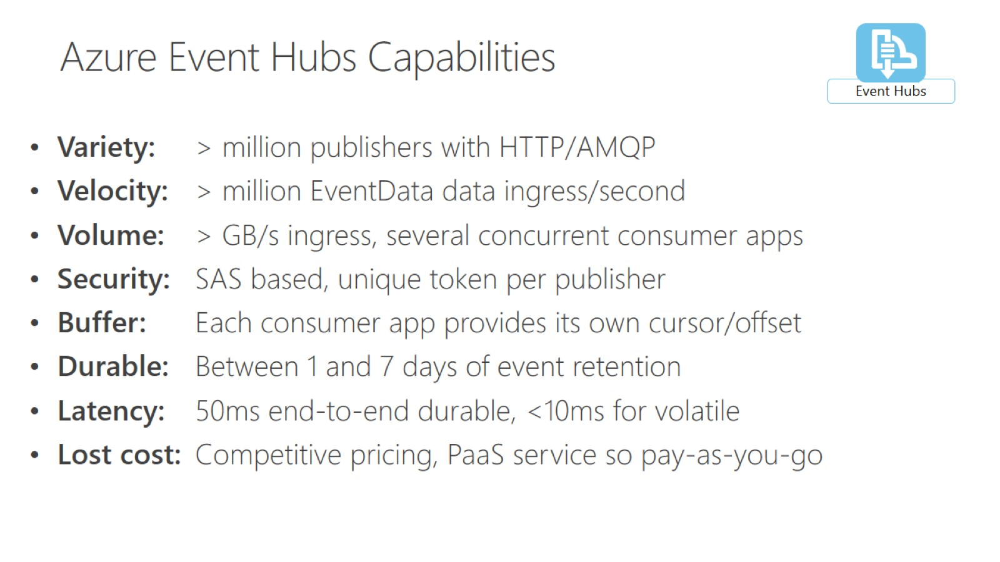 Azure Event Hubs Capabilities
Event Hubs
• Variety: > million publishers with HTTP/AMQP
• Velocity: > million EventData data ingress/second
• Volume: > GB/s ingress, several concurrent consumer apps
• Security: SAS based, unique token per publisher
• Buffer: Each consumer app provides its own cursor/offset
• Durable: Between 1 and 7 days of event retention
• Latency: 50ms end-to-end durable, <10ms for volatile
• Lost cost: Competitive pricing, PaaS service so pay-as-you-go